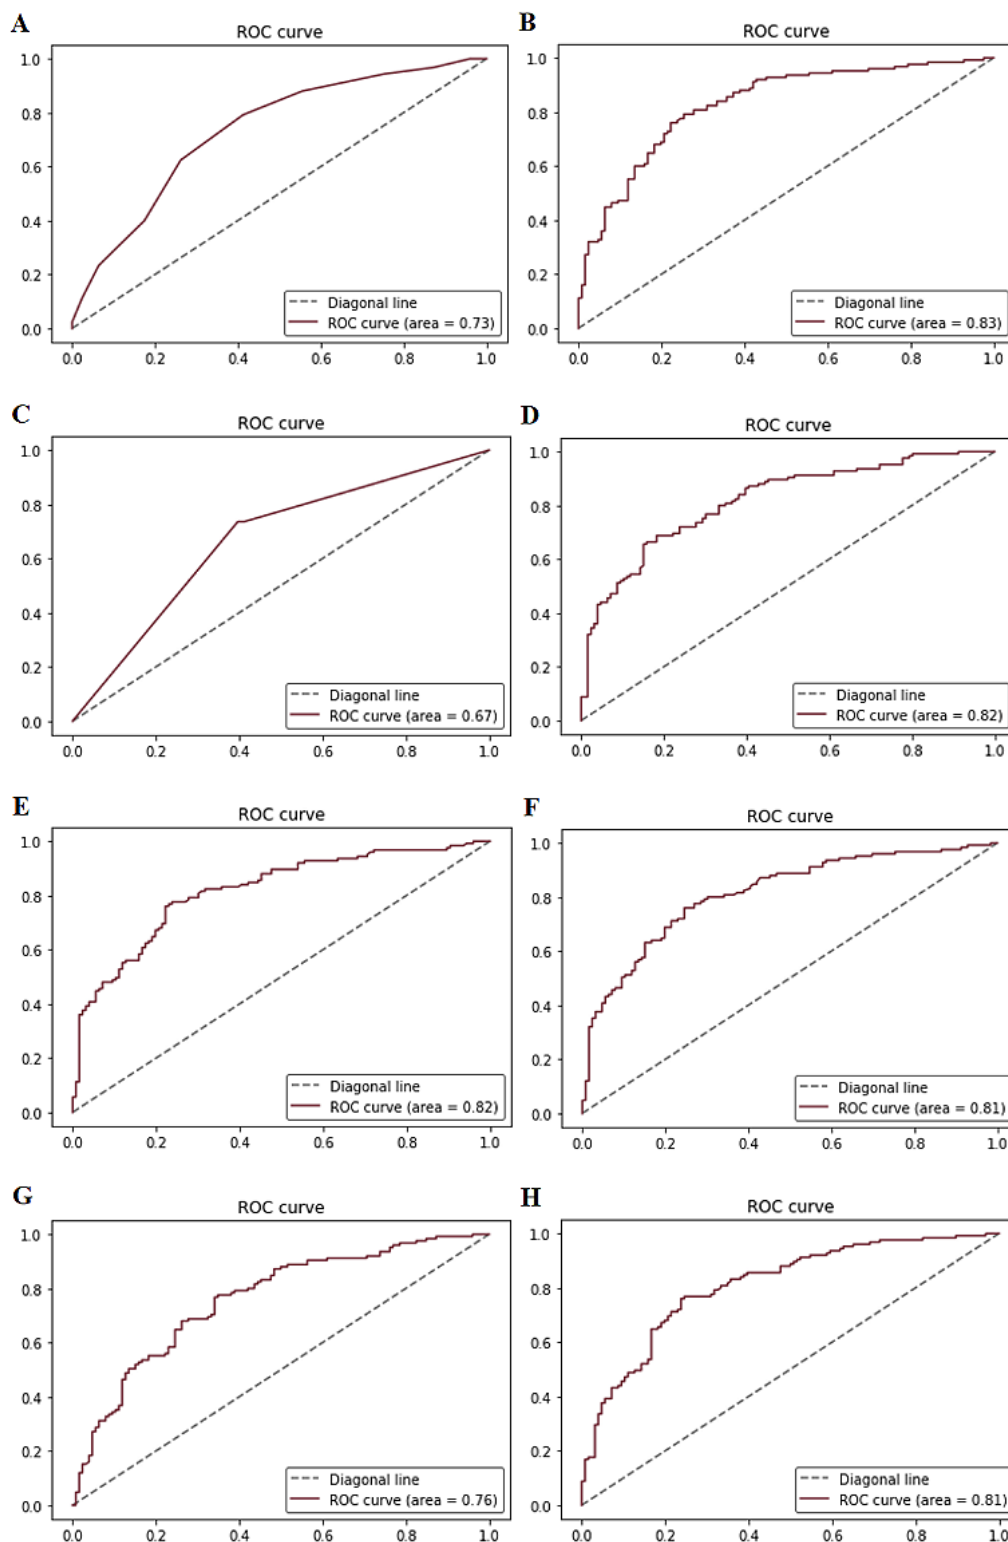 A
ROC curve
1.0
0.8
0.6
0.4
0.2
0.0
Diagonal line
ROC curve (area = 0.73)
0.0 0.2 0.4 0.6 0.8 1.0
B
ROC curve
1.0
0.8
0.6
0.4
0.2
0.0
Diagonal line
ROC curve (area = 0.83)
0.0 0.2 0.4 0.6 0.8 1.0
C
ROC curve
1.0
0.8
0.6
0.4
0.2
0.0
Diagonal line
ROC curve (area = 0.67)
0.0 0.2 0.4 0.6 0.8 1.0
D
ROC curve
1.0
0.8
0.6
0.4
0.2
0.0
Diagonal line
ROC curve (area = 0.82)
0.0 0.2 0.4 0.6 0.8 1.0
E
ROC curve
1.0
0.8
0.6
0.4
0.2
0.0
Diagonal line
ROC curve (area = 0.82)
0.0 0.2 0.4 0.6 0.8 1.0
F
ROC curve
1.0
0.8
0.6
0.4
0.2
0.0
Diagonal line
ROC curve (area = 0.81)
0.0 0.2 0.4 0.6 0.8 1.0
G
ROC curve
1.0
0.8
0.6
0.4
0.2
0.0
Diagonal line
ROC curve (area = 0.76)
0.0 0.2 0.4 0.6 0.8 1.0
H
ROC curve
1.0
0.8
0.6
0.4
0.2
0.0
Diagonal line
ROC curve (area = 0.81)
0.0 0.2 0.4 0.6 0.8 1.0